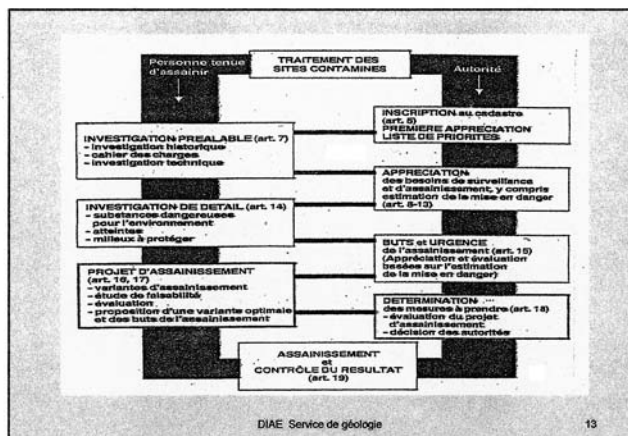 TRAITEMENT DES
SITES CONTAMINES
Personne tenue
d'assainir
Autorité
INSCRIPTION au cadastre
(art. 5)
PREMIERE APPRECIATION
LISTE DE PRIORITES
INVESTIGATION PREALABLE (art. 7)
- investigation historique
- cahier des charges
- investigation technique
APPRECIATION
des besoins de surveillance
et d'assainissement, y compris
estimation de la mise en danger
(art. 8-13)
INVESTIGATION DE DETAIL (art. 14)
- substances dangereuses
pour l'environnement
- atteintes
- milieux à protéger
BUTS et URGENCE
de l'assainissement (art. 15)
(Appréciation et évaluation
basées sur l'estimation
de la mise en danger)
PROJET D'ASSAINISSEMENT
(art. 16, 17)
- variantes d'assainissement
- étude de faisabilité
- évaluation
- proposition d'une variante optimale
et des buts de l'assainissement
DETERMINATION
des mesures à prendre (art. 18)
- évaluation du projet
d'assainissement
- décision des autorités
ASSAINISSEMENT
et
CONTRÔLE DU RESULTAT
(art. 19)
DIAE Service de géologie
13